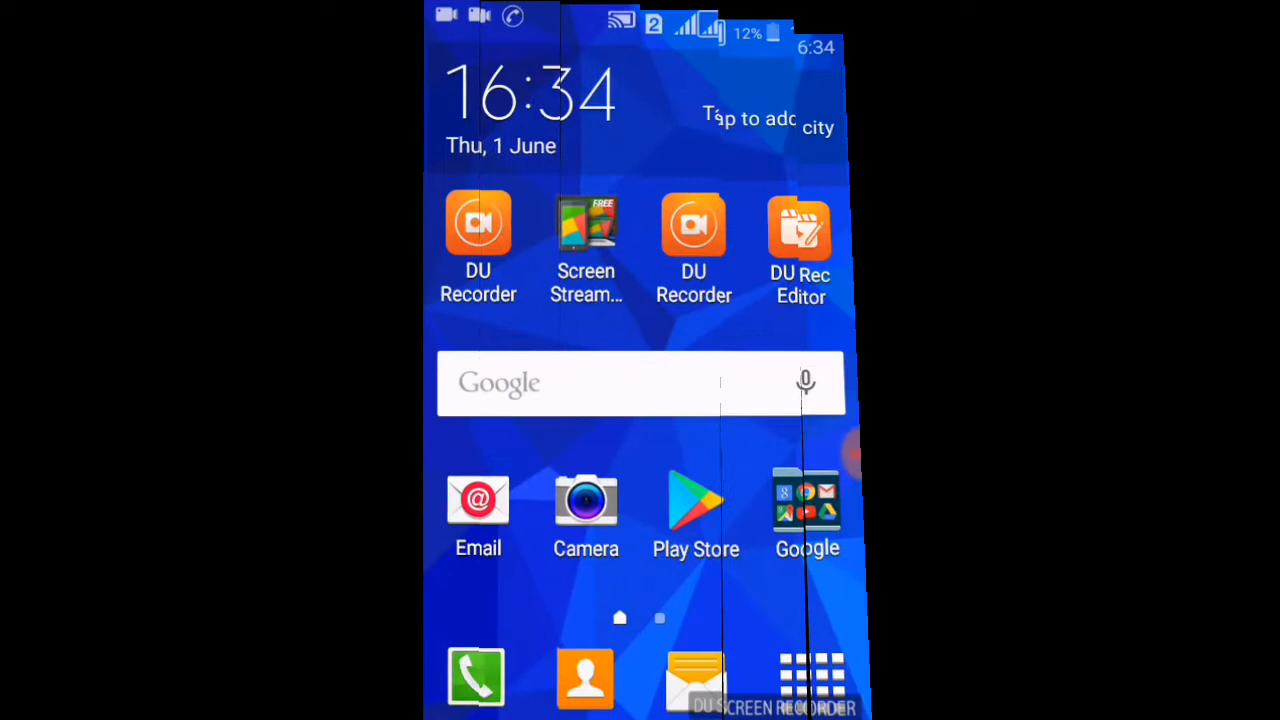 2 12% 6:34
16:34
Tap to add city
Thu, 1 June
FREE
DU Recorder
Screen Stream...
DU Recorder
DU Rec Editor
Google
Email
Camera
Play Store
Google
DU SCREEN RECORDER